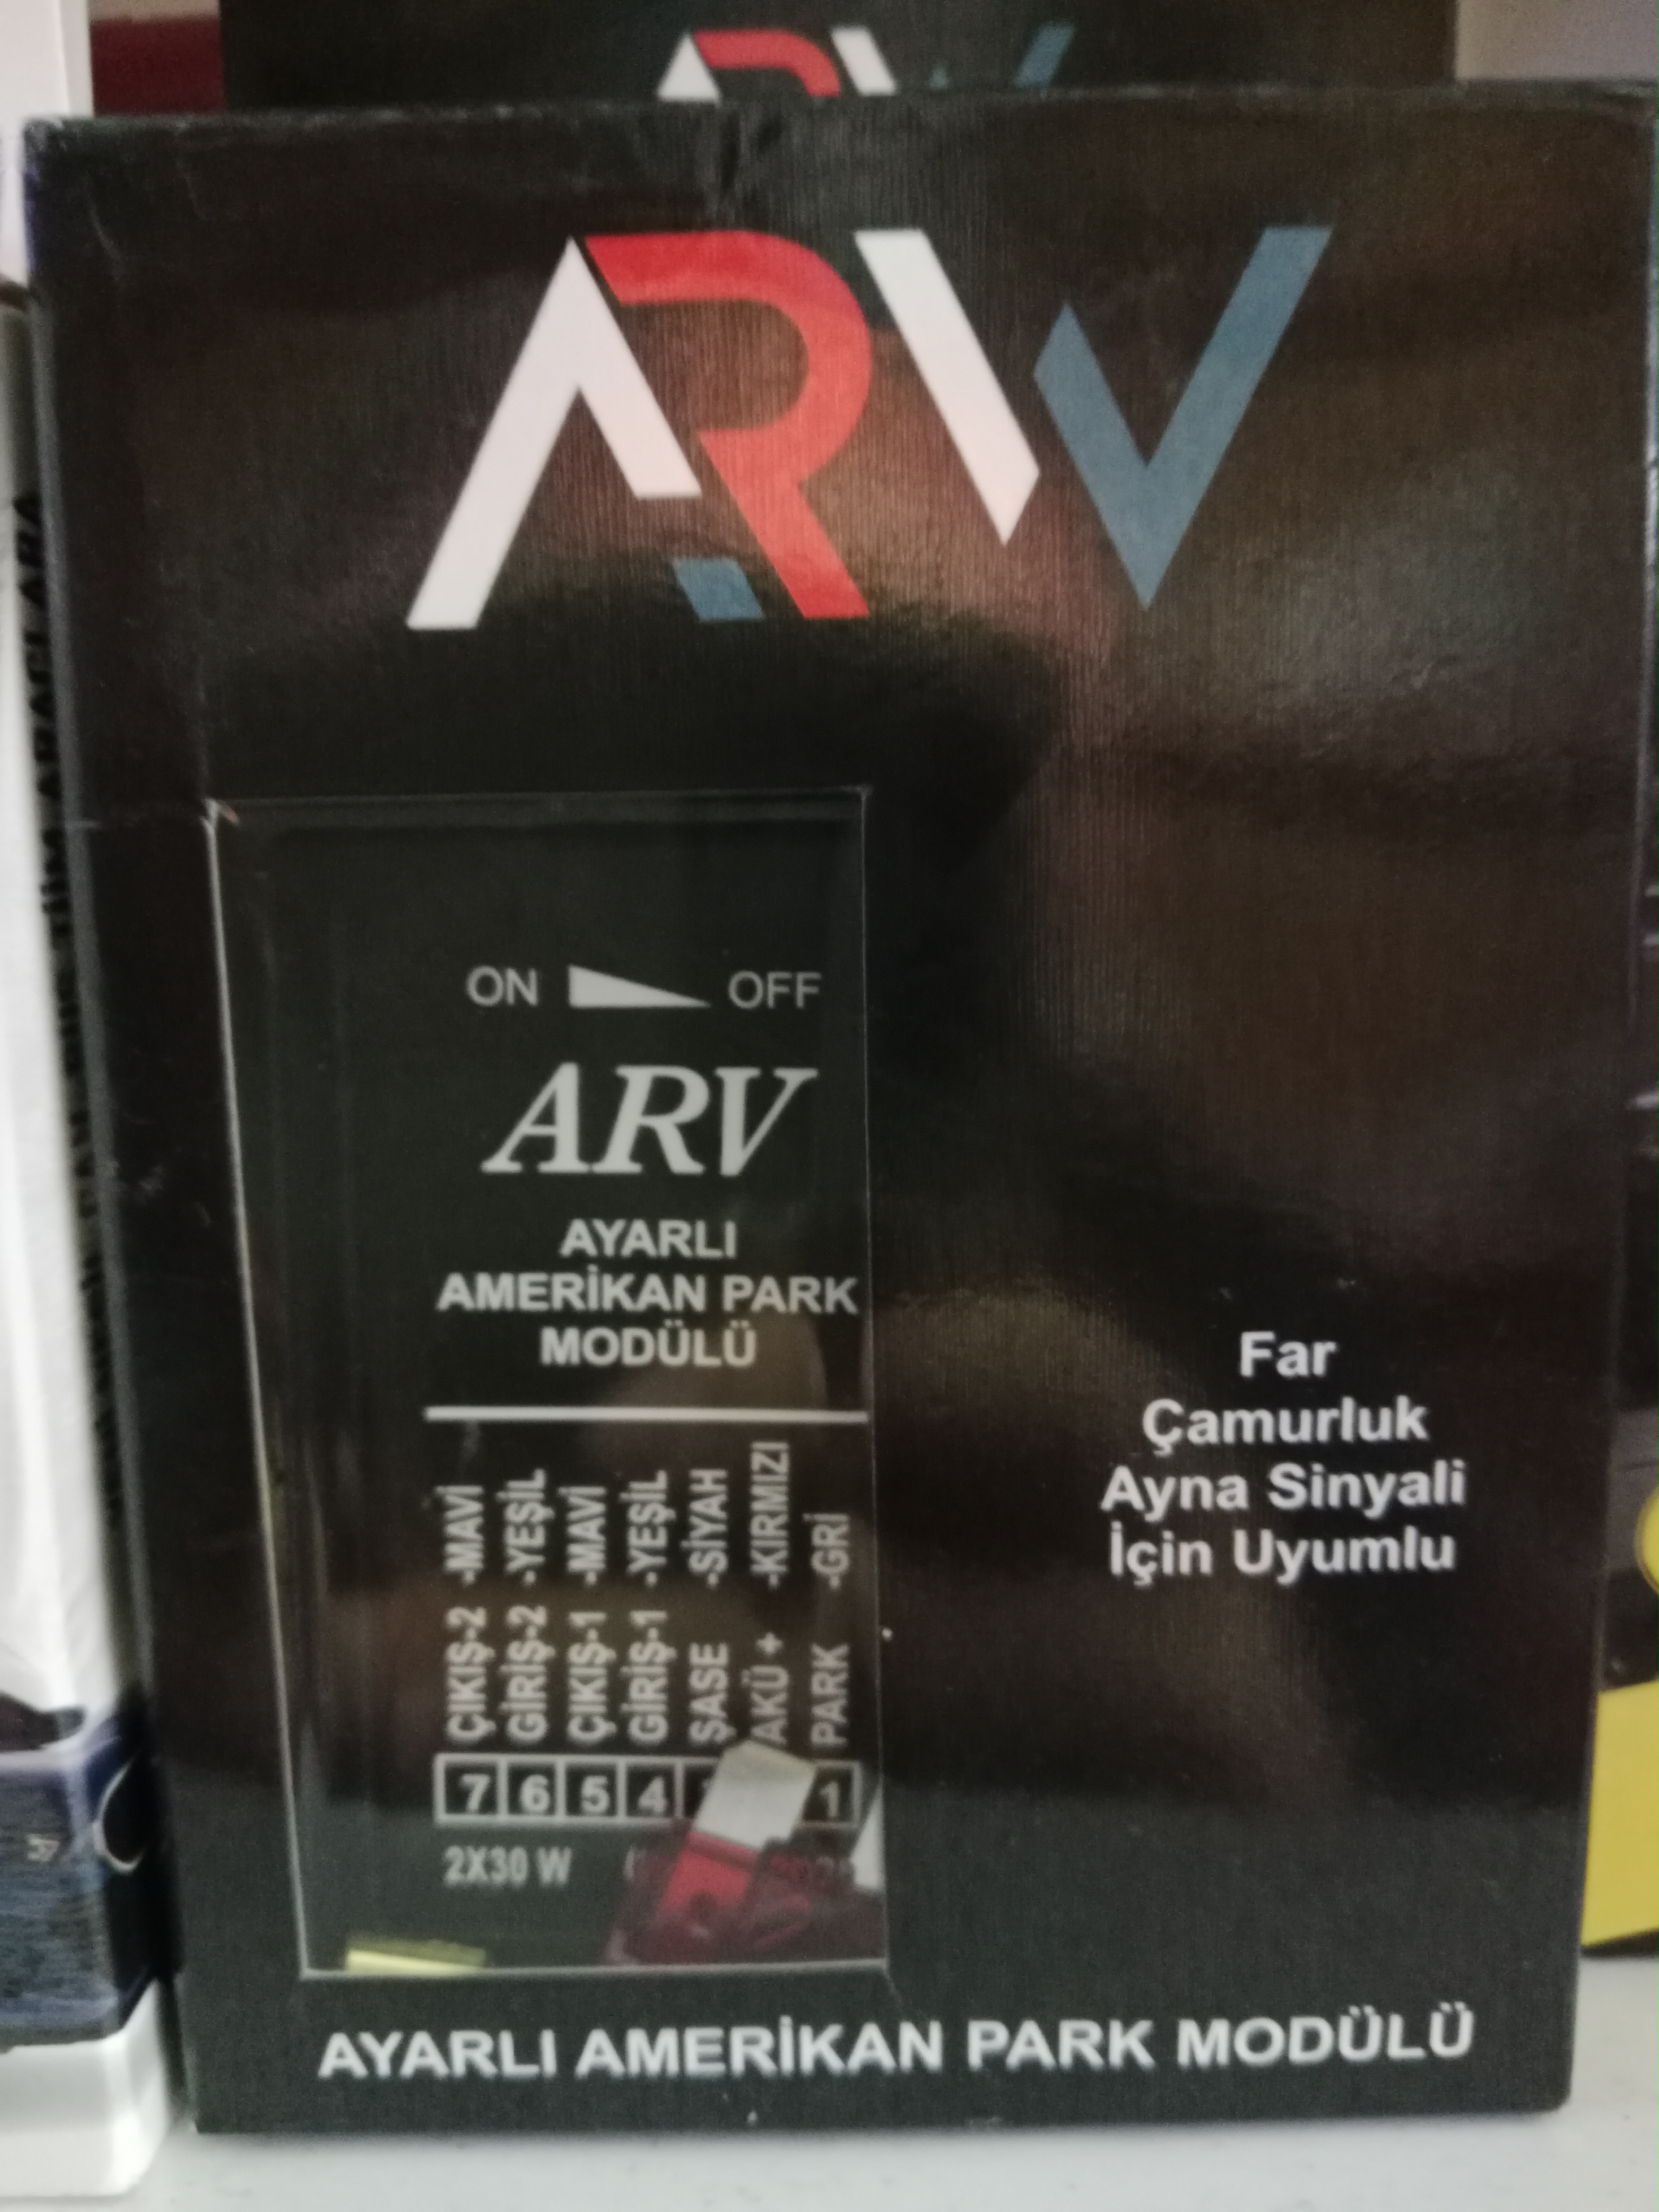 ARW
ARW
ON OFF
ARV
AYARLI
AMERİKAN PARK
MODÜLÜ
ÇIKIŞ-2 -MAVİ
GİRİŞ-2 -YEŞİL
ÇIKIŞ-1 -MAVİ
GİRİŞ-1 -YEŞİL
ŞASE -SİYAH
AKÜ + -KIRMIZI
PARK -GRİ
7 6 5 4 1
2X30 W
Far
Çamurluk
Ayna Sinyali
İçin Uyumlu
AYARLI AMERİKAN PARK MODÜLÜ